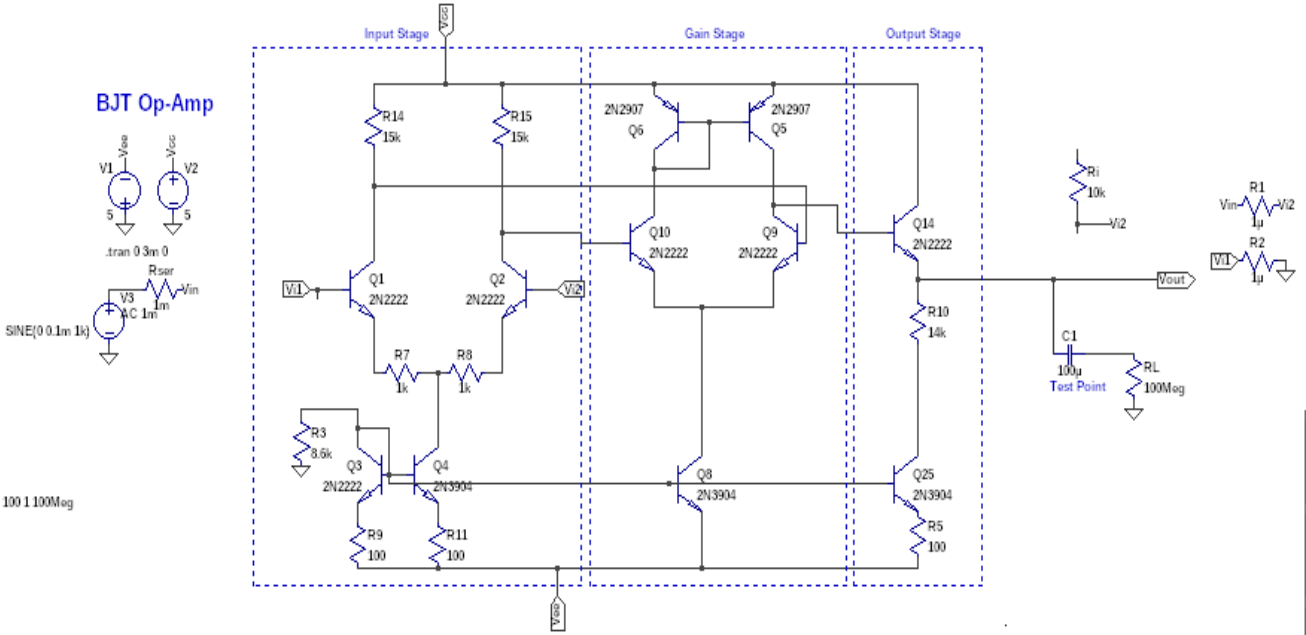 Vcc
Input Stage
Gain Stage
Output Stage
BJT Op-Amp
R14
15k
R15
15k
2N2907
Q6
2N2907
Q5
Vee
Vcc
V1
5
V2
5
Ri
10k
Vi2
R1
Vin
Vi2
1µ
R2
Vi1
1µ
.tran 0 3m 0
Rser
Vin
1m
V3
AC 1m
SINE(0 0.1m 1k)
Vi1
Q1
2N2222
Q2
2N2222
Vi2
Q10
2N2222
Q9
2N2222
Q14
2N2222
Vout
R10
14k
R7
1k
R8
1k
C1
100µ
Test Point
RL
100Meg
R3
8.6k
Q3
2N2222
Q4
2N3904
Q8
2N3904
Q25
2N3904
100 1 100Meg
R9
100
R11
100
R5
100
Vee